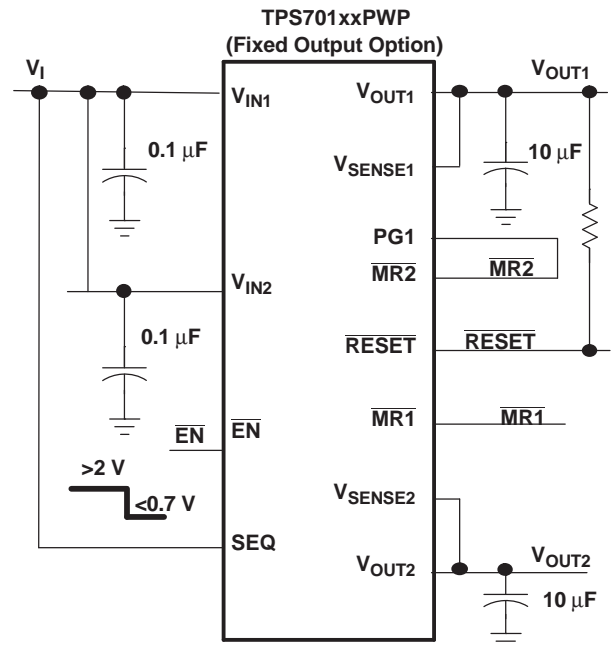 TPS701xxPWP
(Fixed Output Option)
VI
VIN1
VOUT1
VOUT1
0.1 μF
10 μF
VSENSE1
PG1
MR2
MR2
VIN2
0.1 μF
RESET
RESET
EN
EN
MR1
MR1
>2 V
<0.7 V
VSENSE2
SEQ
VOUT2
VOUT2
10 μF